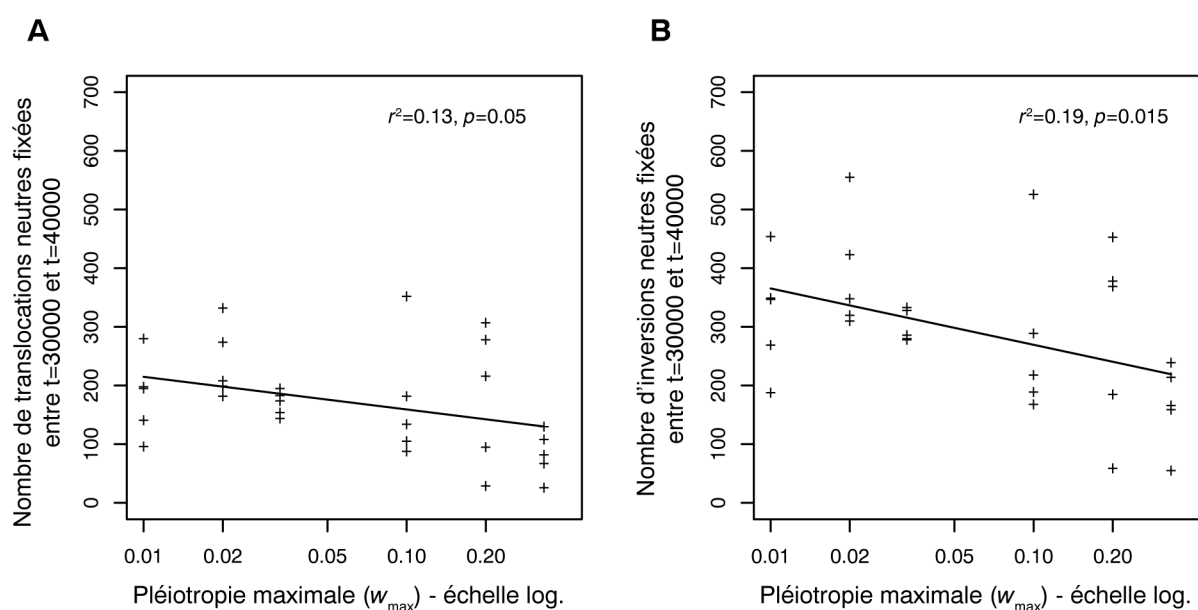 A
Nombre de translocations neutres fixées
entre t=30000 et t=40000
700
600
500
400
300
200
100
0
r²=0.13, p=0.05
0.01 0.02 0.05 0.10 0.20
Pléiotropie maximale (wmax) - échelle log.
B
Nombre d'inversions neutres fixées
entre t=30000 et t=40000
700
600
500
400
300
200
100
0
r²=0.19, p=0.015
0.01 0.02 0.05 0.10 0.20
Pléiotropie maximale (wmax) - échelle log.